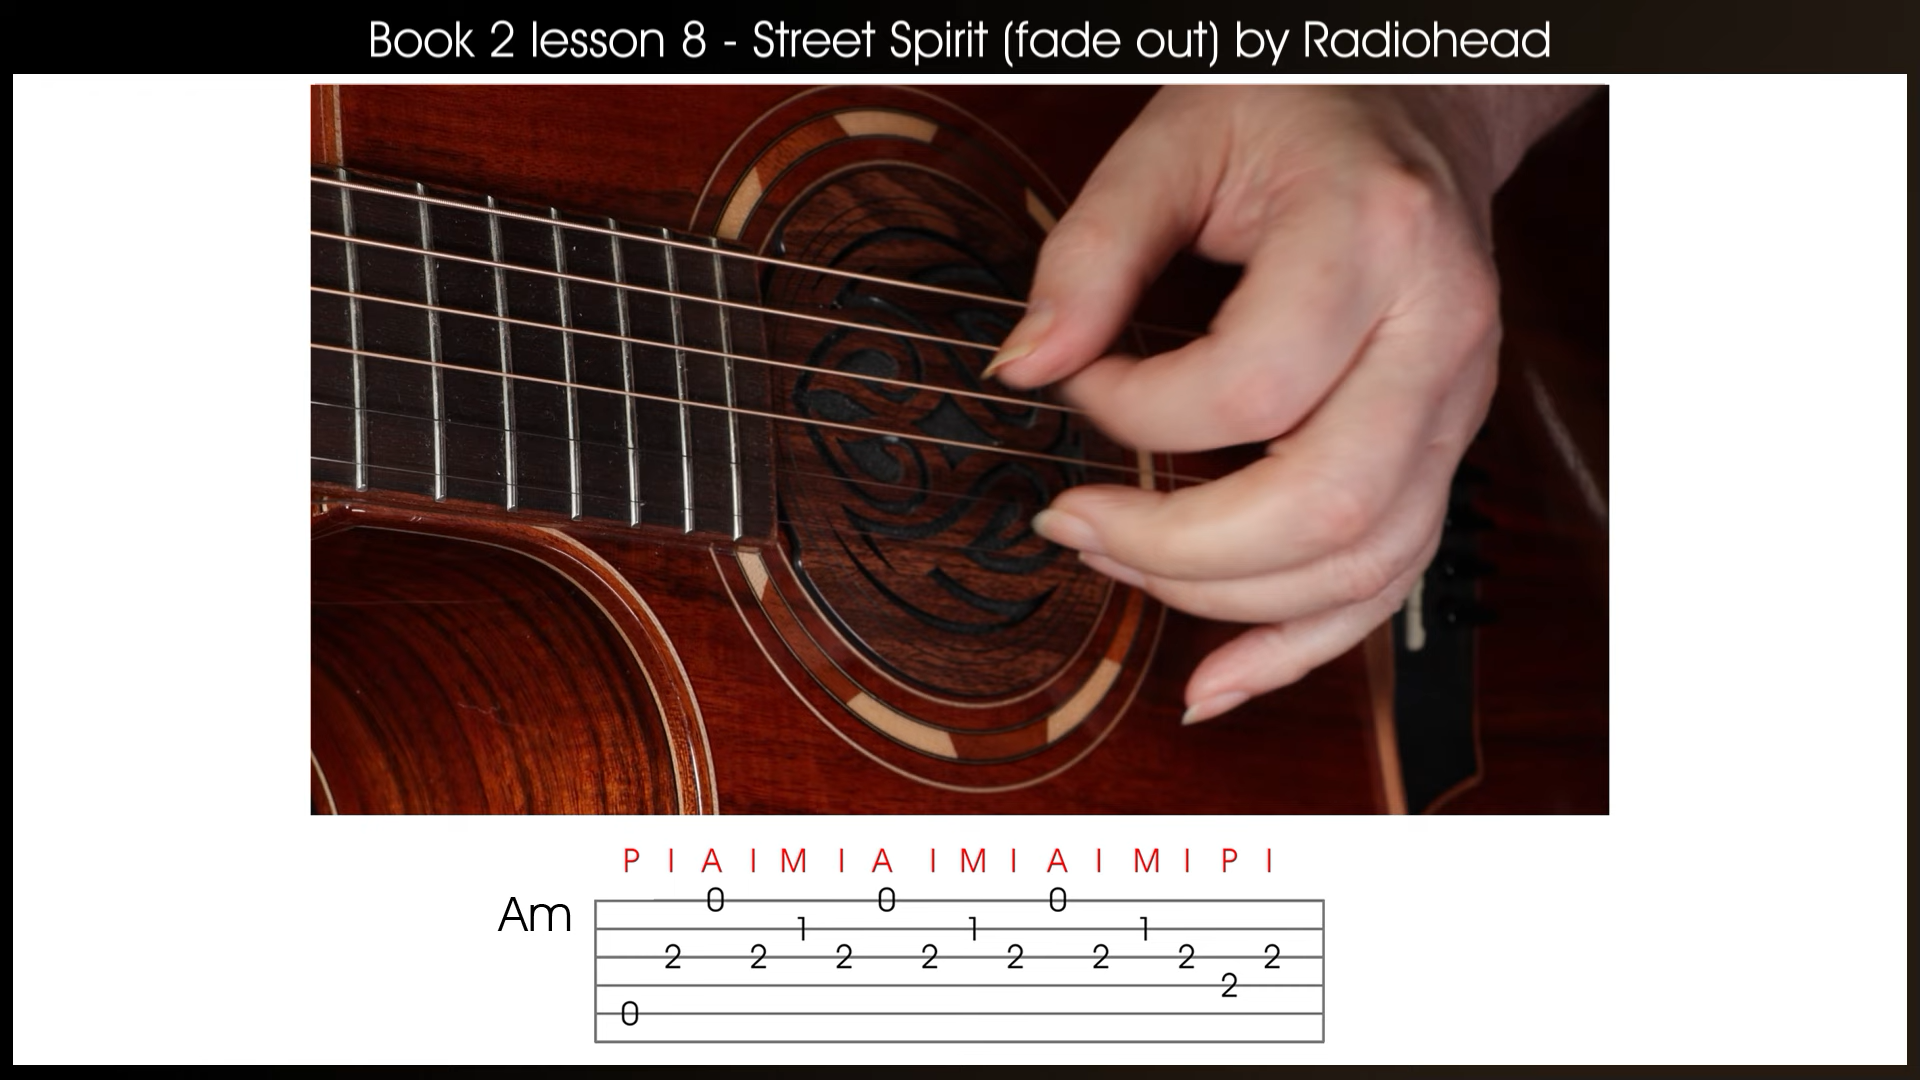 Book 2 lesson 8 - Street Spirit (fade out) by Radiohead
P I A I M I A I M I A I M I P I
Am
0 0 0
1 1 1
2 2 2 2 2 2 2
2
0